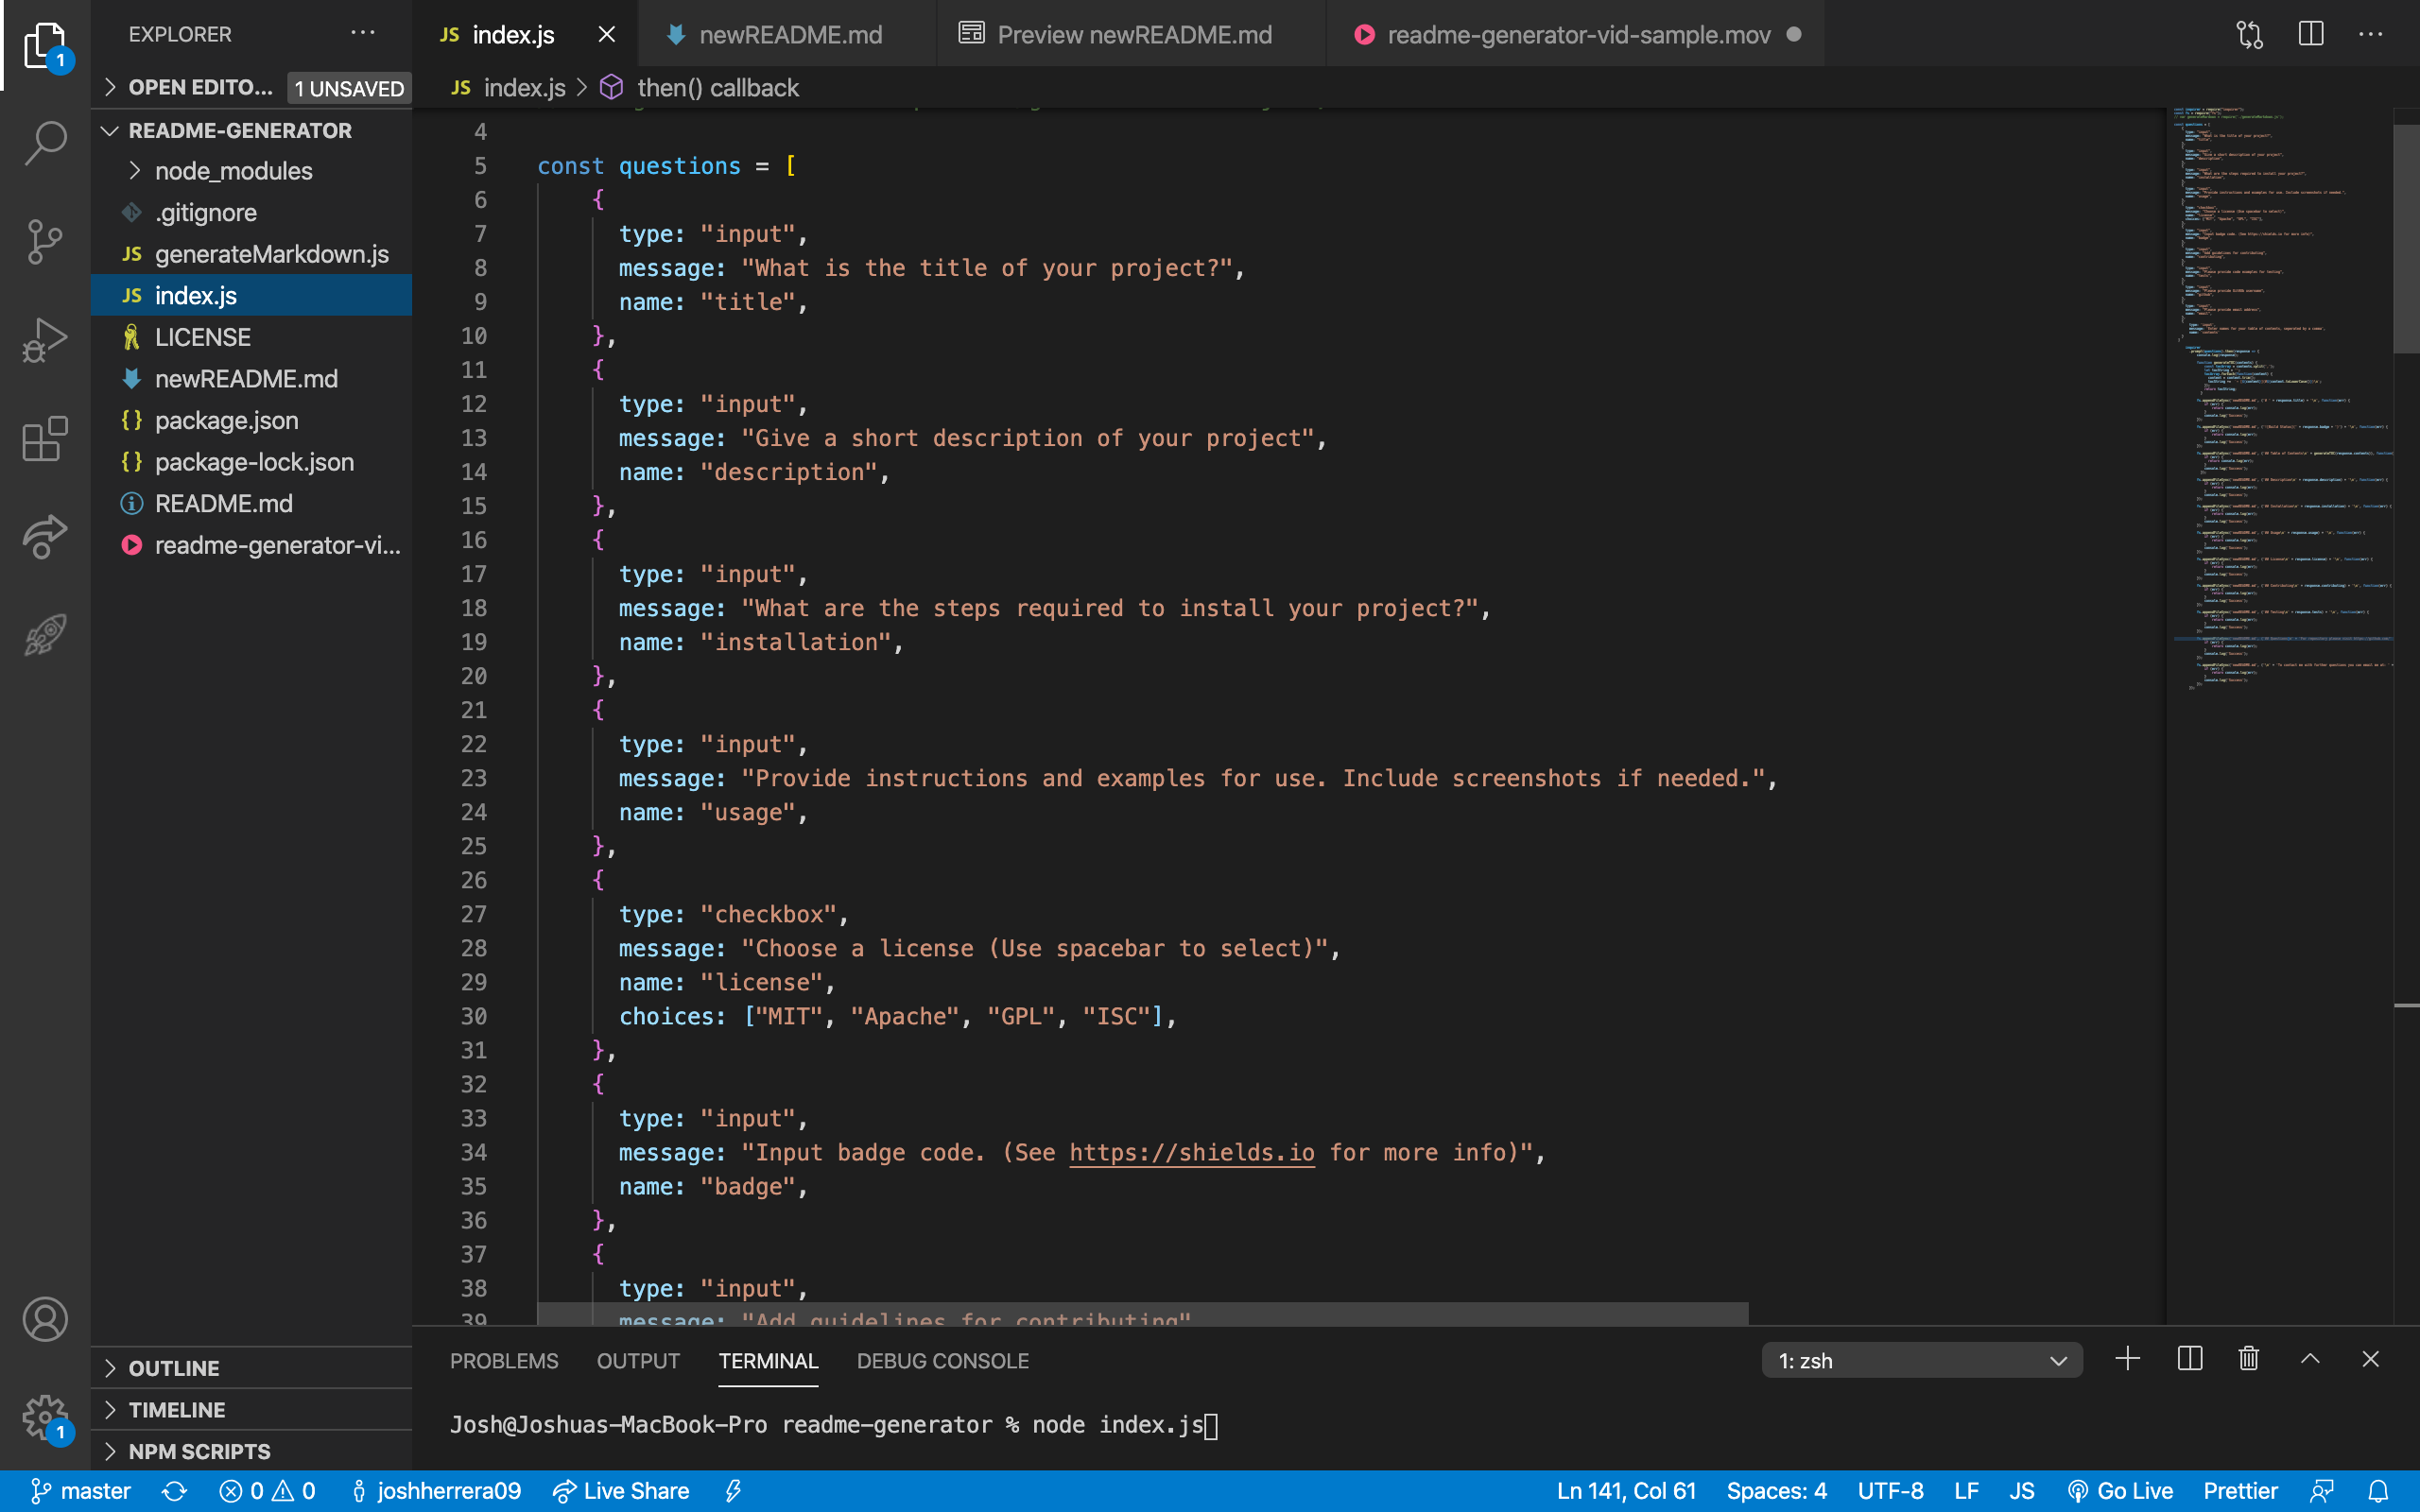 EXPLORER
OPEN EDITO... 1 UNSAVED
README-GENERATOR
node_modules
.gitignore
JS generateMarkdown.js
JS index.js
LICENSE
newREADME.md
{} package.json
{} package-lock.json
README.md
readme-generator-vi...
OUTLINE
TIMELINE
NPM SCRIPTS
1
1
JS index.js
newREADME.md
Preview newREADME.md
readme-generator-vid-sample.mov
JS index.js > then() callback
4
5 const questions = [
6 {
7 type: "input",
8 message: "What is the title of your project?",
9 name: "title",
10 },
11 {
12 type: "input",
13 message: "Give a short description of your project",
14 name: "description",
15 },
16 {
17 type: "input",
18 message: "What are the steps required to install your project?",
19 name: "installation",
20 },
21 {
22 type: "input",
23 message: "Provide instructions and examples for use. Include screenshots if needed.",
24 name: "usage",
25 },
26 {
27 type: "checkbox",
28 message: "Choose a license (Use spacebar to select)",
29 name: "license",
30 choices: ["MIT", "Apache", "GPL", "ISC"],
31 },
32 {
33 type: "input",
34 message: "Input badge code. (See https://shields.io for more info)",
35 name: "badge",
36 },
37 {
38 type: "input",
39 message: "Add guidelines for contributing"
PROBLEMS OUTPUT TERMINAL DEBUG CONSOLE 1: zsh
Josh@Joshuas-MacBook-Pro readme-generator % node index.js
master 0 0 joshherrera09 Live Share Ln 141, Col 61 Spaces: 4 UTF-8 LF JS Go Live Prettier